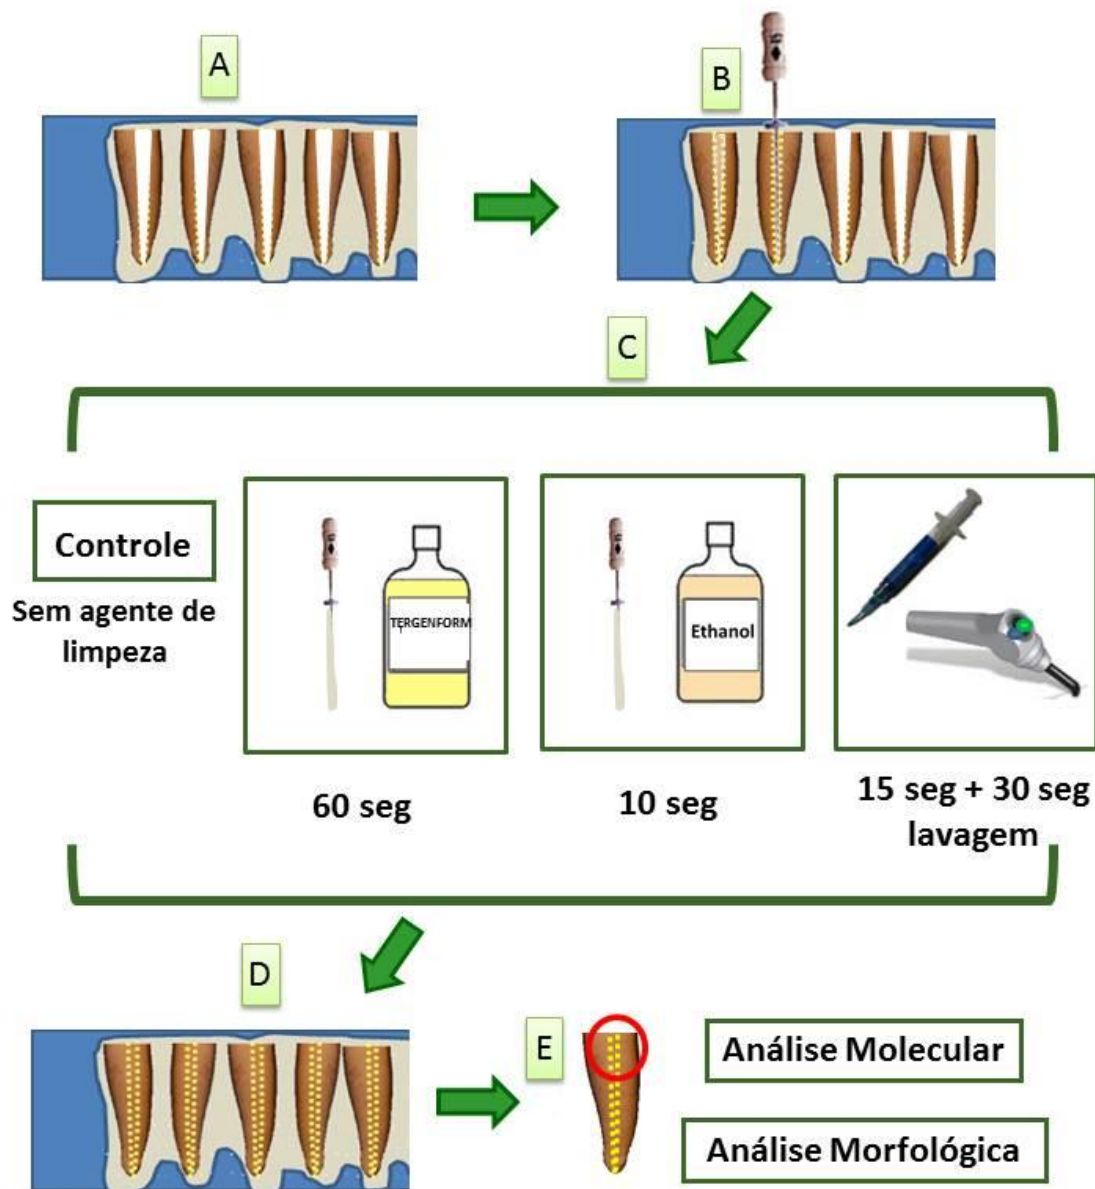 A
B
C
Controle
Sem agente de
limpeza
TERGENFORM
Ethanol
60 seg
10 seg
15 seg + 30 seg
lavagem
D
E
Análise Molecular
Análise Morfológica